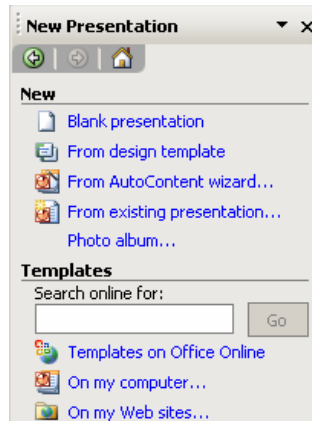 New Presentation
New
Blank presentation
From design template
From AutoContent wizard...
From existing presentation...
Photo album...
Templates
Search online for:
Go
Templates on Office Online
On my computer...
On my Web sites...